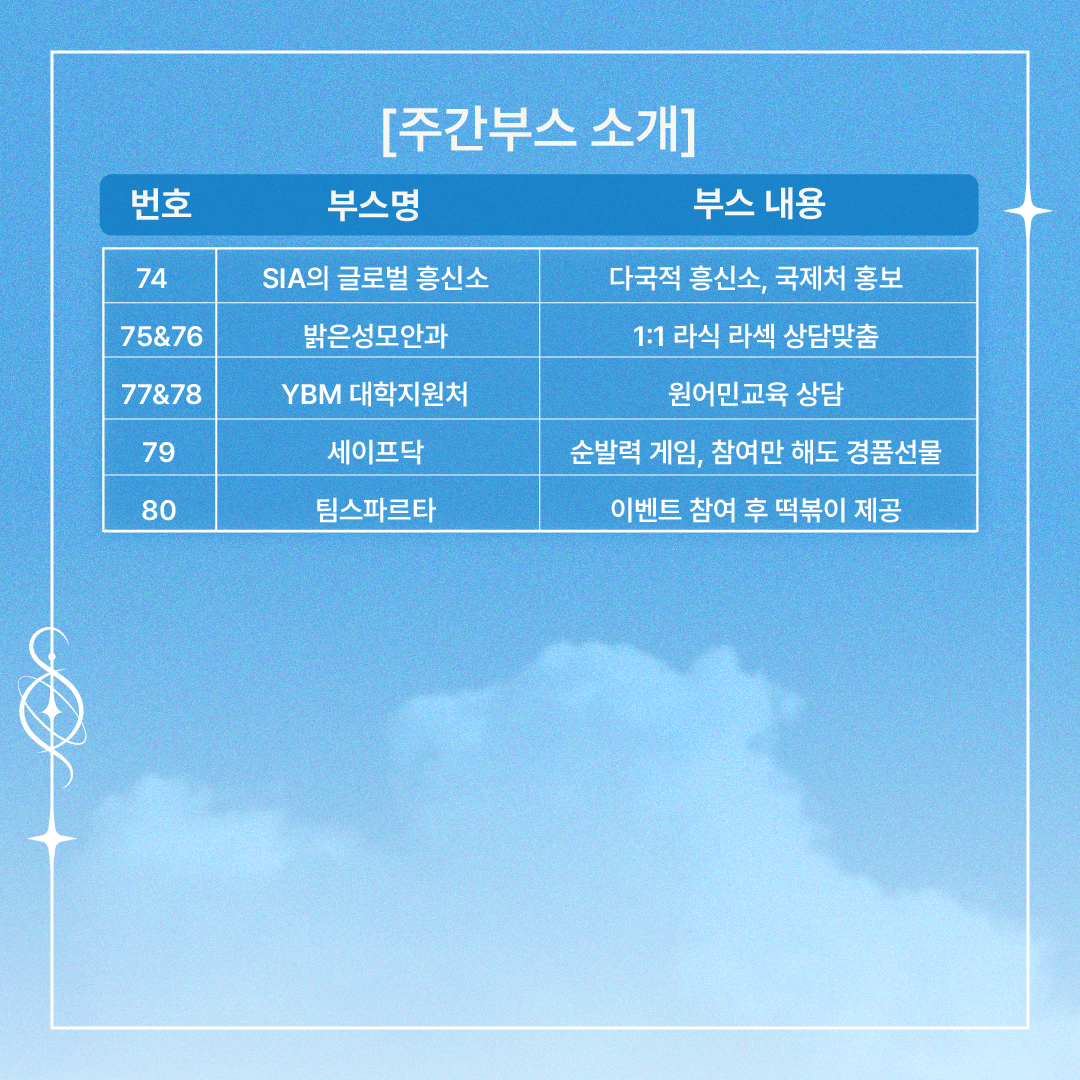 [주간부스 소개]
번호 부스명 부스 내용
74 SIA의 글로벌 흥신소 다국적 흥신소, 국제처 홍보
75&76 밝은성모안과 1:1 라식 라섹 상담맞춤
77&78 YBM 대학지원처 원어민교육 상담
79 세이프닥 순발력 게임, 참여만 해도 경품선물
80 팀스파르타 이벤트 참여 후 떡볶이 제공